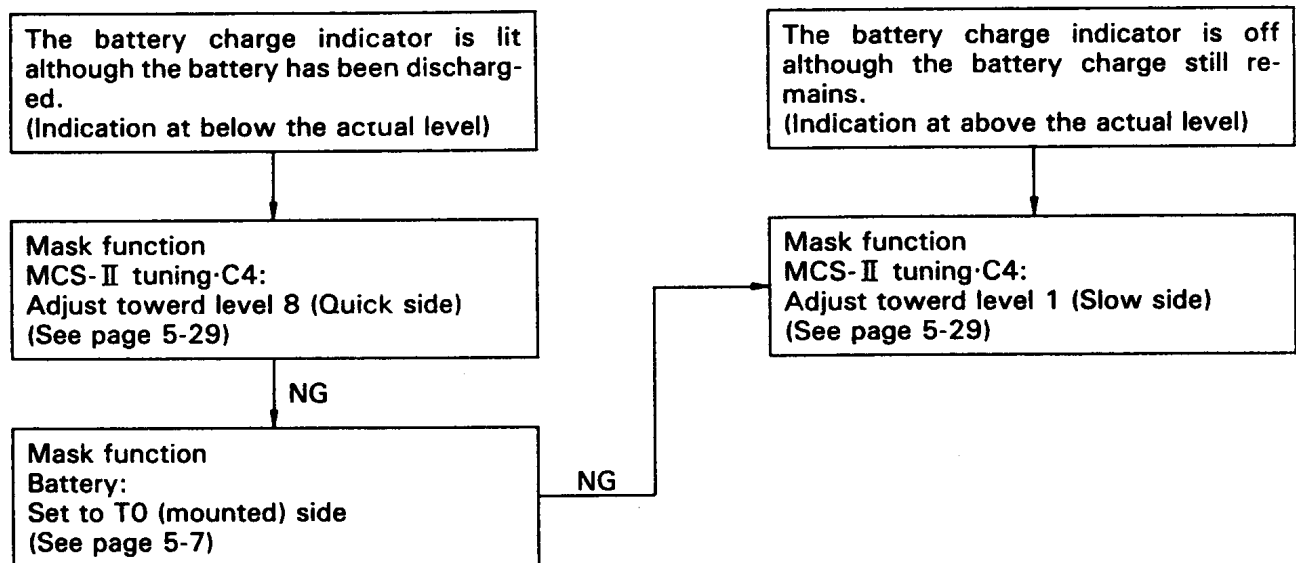 The battery charge indicator is lit
although the battery has been discharg-
ed.
(Indication at below the actual level)
Mask function
MCS-Ⅱ tuning·C4:
Adjust towerd level 8 (Quick side)
(See page 5-29)
NG
Mask function
Battery:
Set to TO (mounted) side
(See page 5-7)
NG
The battery charge indicator is off
although the battery charge still re-
mains.
(Indication at above the actual level)
Mask function
MCS-Ⅱ tuning·C4:
Adjust towerd level 1 (Slow side)
(See page 5-29)